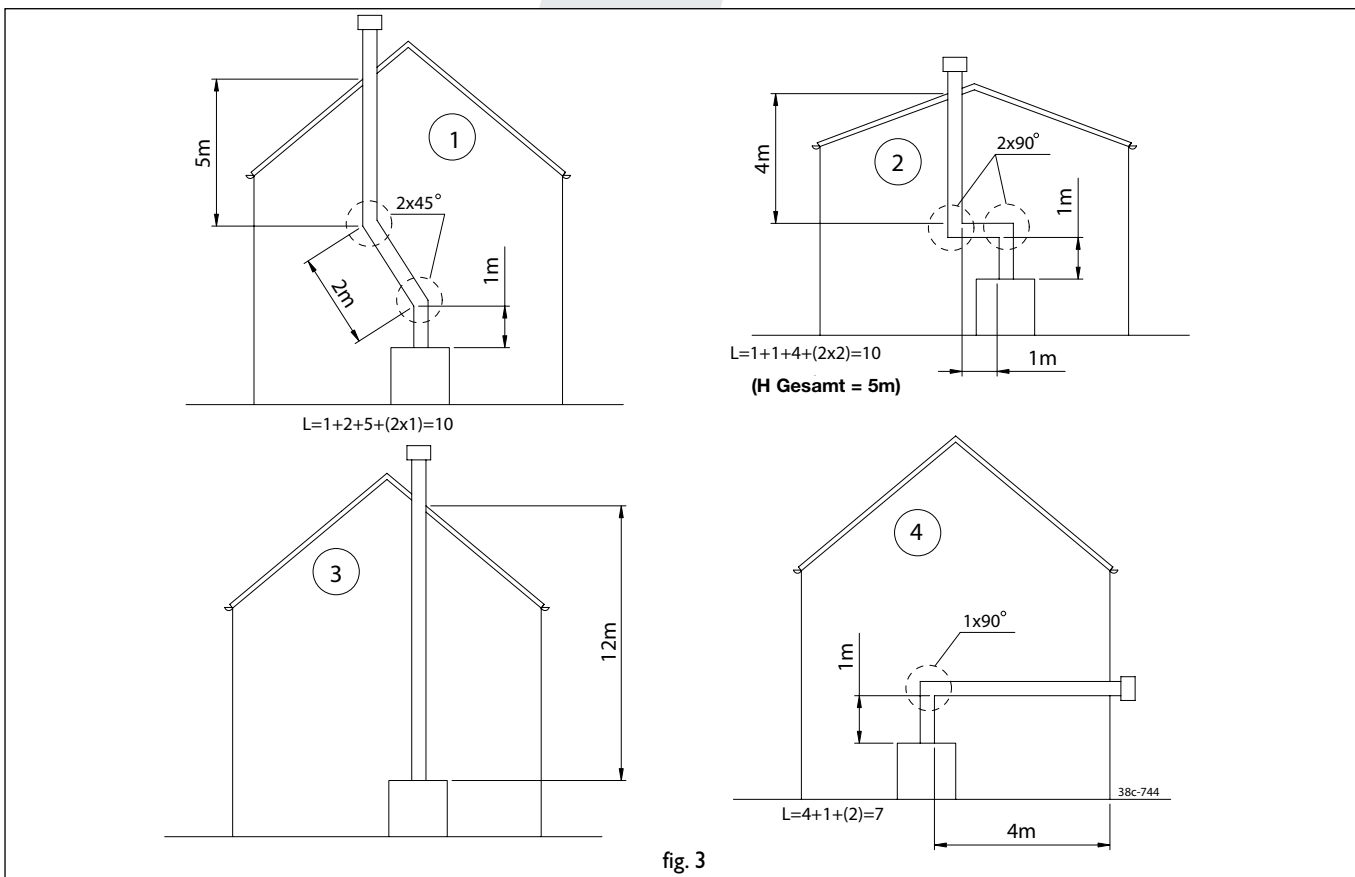 1
5m
2x45°
2m
1m
L=1+2+5+(2x1)=10
2
4m
2x90°
1m
L=1+1+4+(2x2)=10
1m
(H Gesamt = 5m)
3
12m
4
1x90°
1m
38c-744
L=4+1+(2)=7
4m
fig. 3